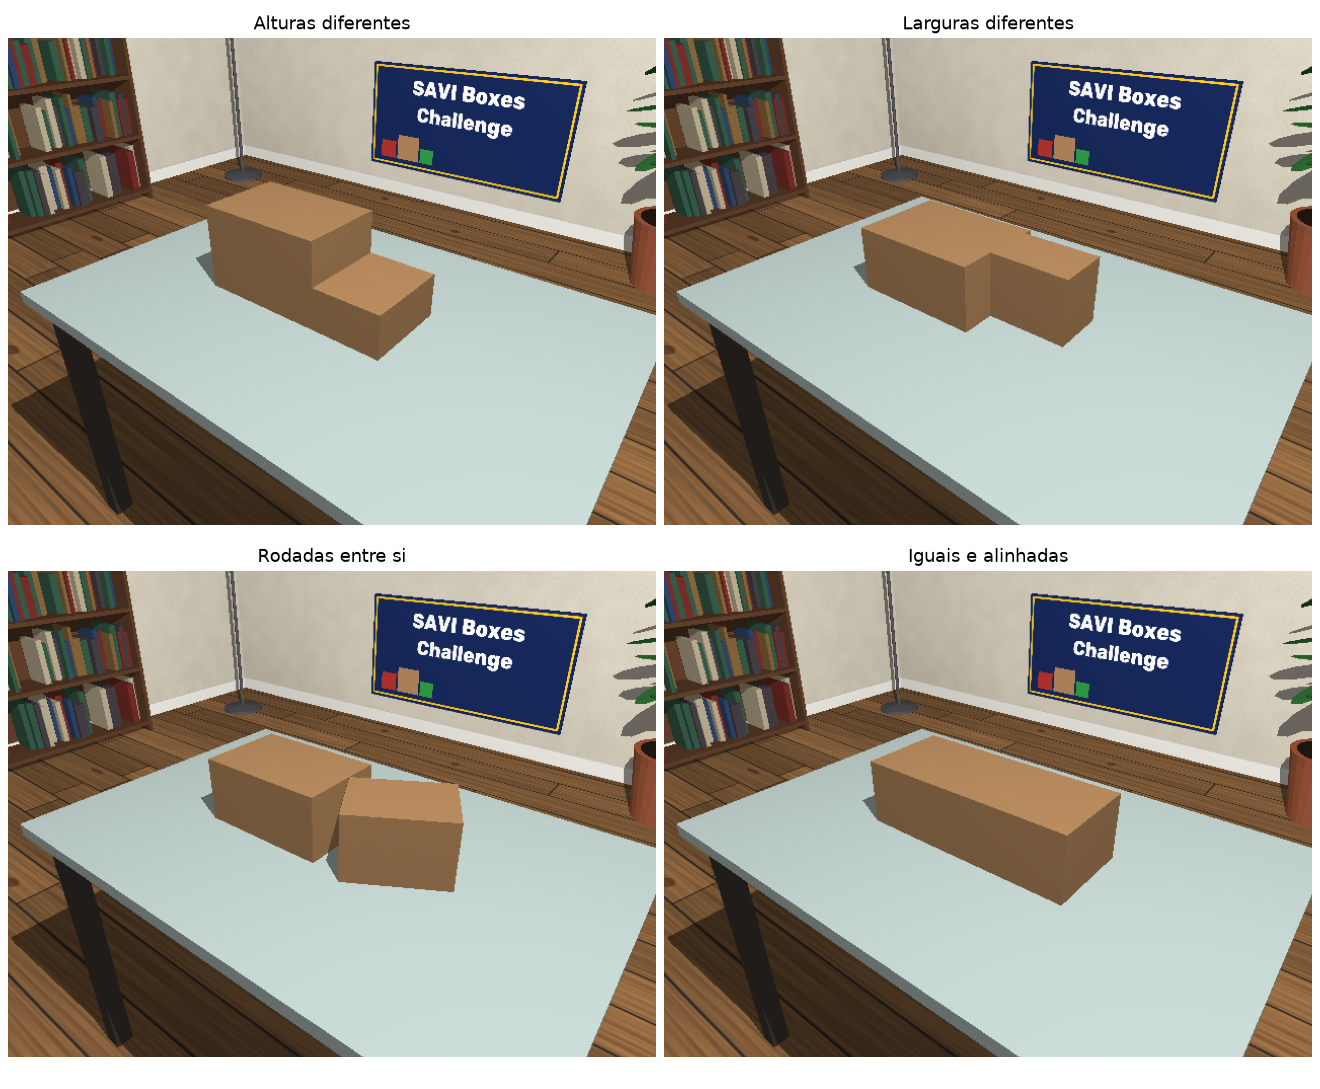 Alturas diferentes
SAVI Boxes
Challenge
Larguras diferentes
SAVI Boxes
Challenge
Rodadas entre si
SAVI Boxes
Challenge
Iguais e alinhadas
SAVI Boxes
Challenge